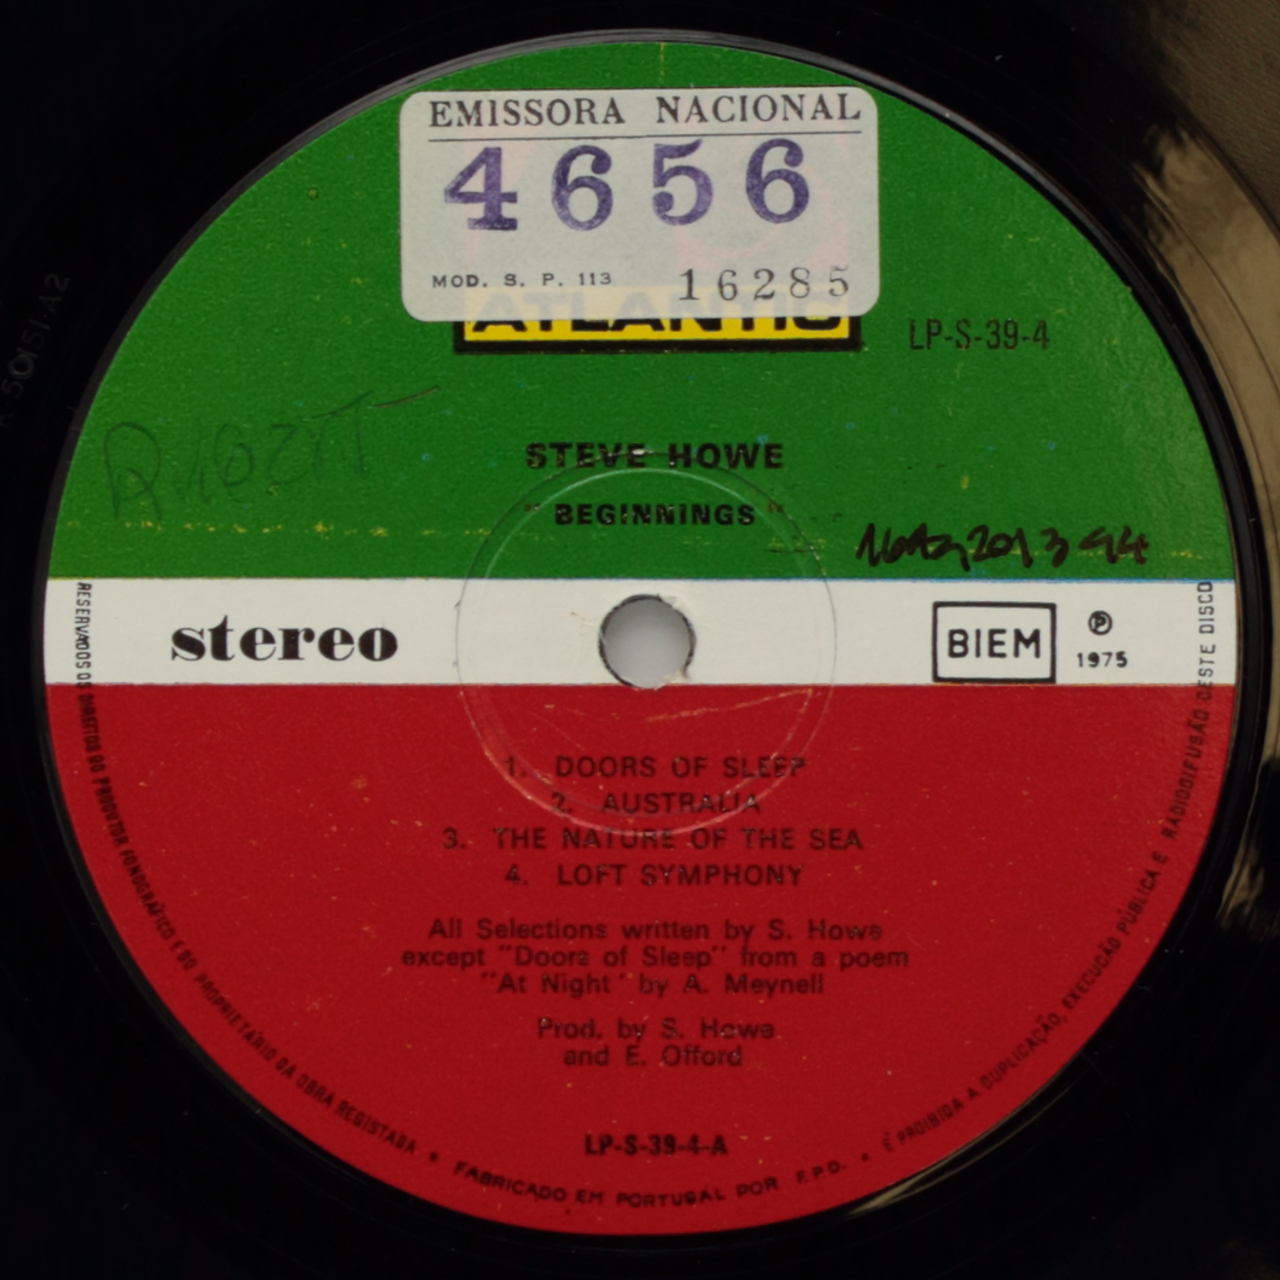 EMISSORA NACIONAL
4656
MOD. S. P. 113 16285
ATLANTIC
LP-S-39-4
STEVE HOWE
" BEGINNINGS "
stereo
BIEM
℗
1975
1. DOORS OF SLEEP
2. AUSTRALIA
3. THE NATURE OF THE SEA
4. LOFT SYMPHONY
All Selections written by S. Howe
except "Doors of Sleep" from a poem
"At Night" by A. Meynell
Prod. by S. Howe
and E. Offord
LP-S-39-4-A
RESERVADOS OS DIREITOS DO PRODUTOR FONOGRÁFICO E DO PROPRIETÁRIO DA OBRA REGISTADA • FABRICADO EM PORTUGAL POR F.P.D. • É PROIBIDA A DUPLICAÇÃO, EXECUÇÃO PÚBLICA E RADIODIFUSÃO DESTE DISCO